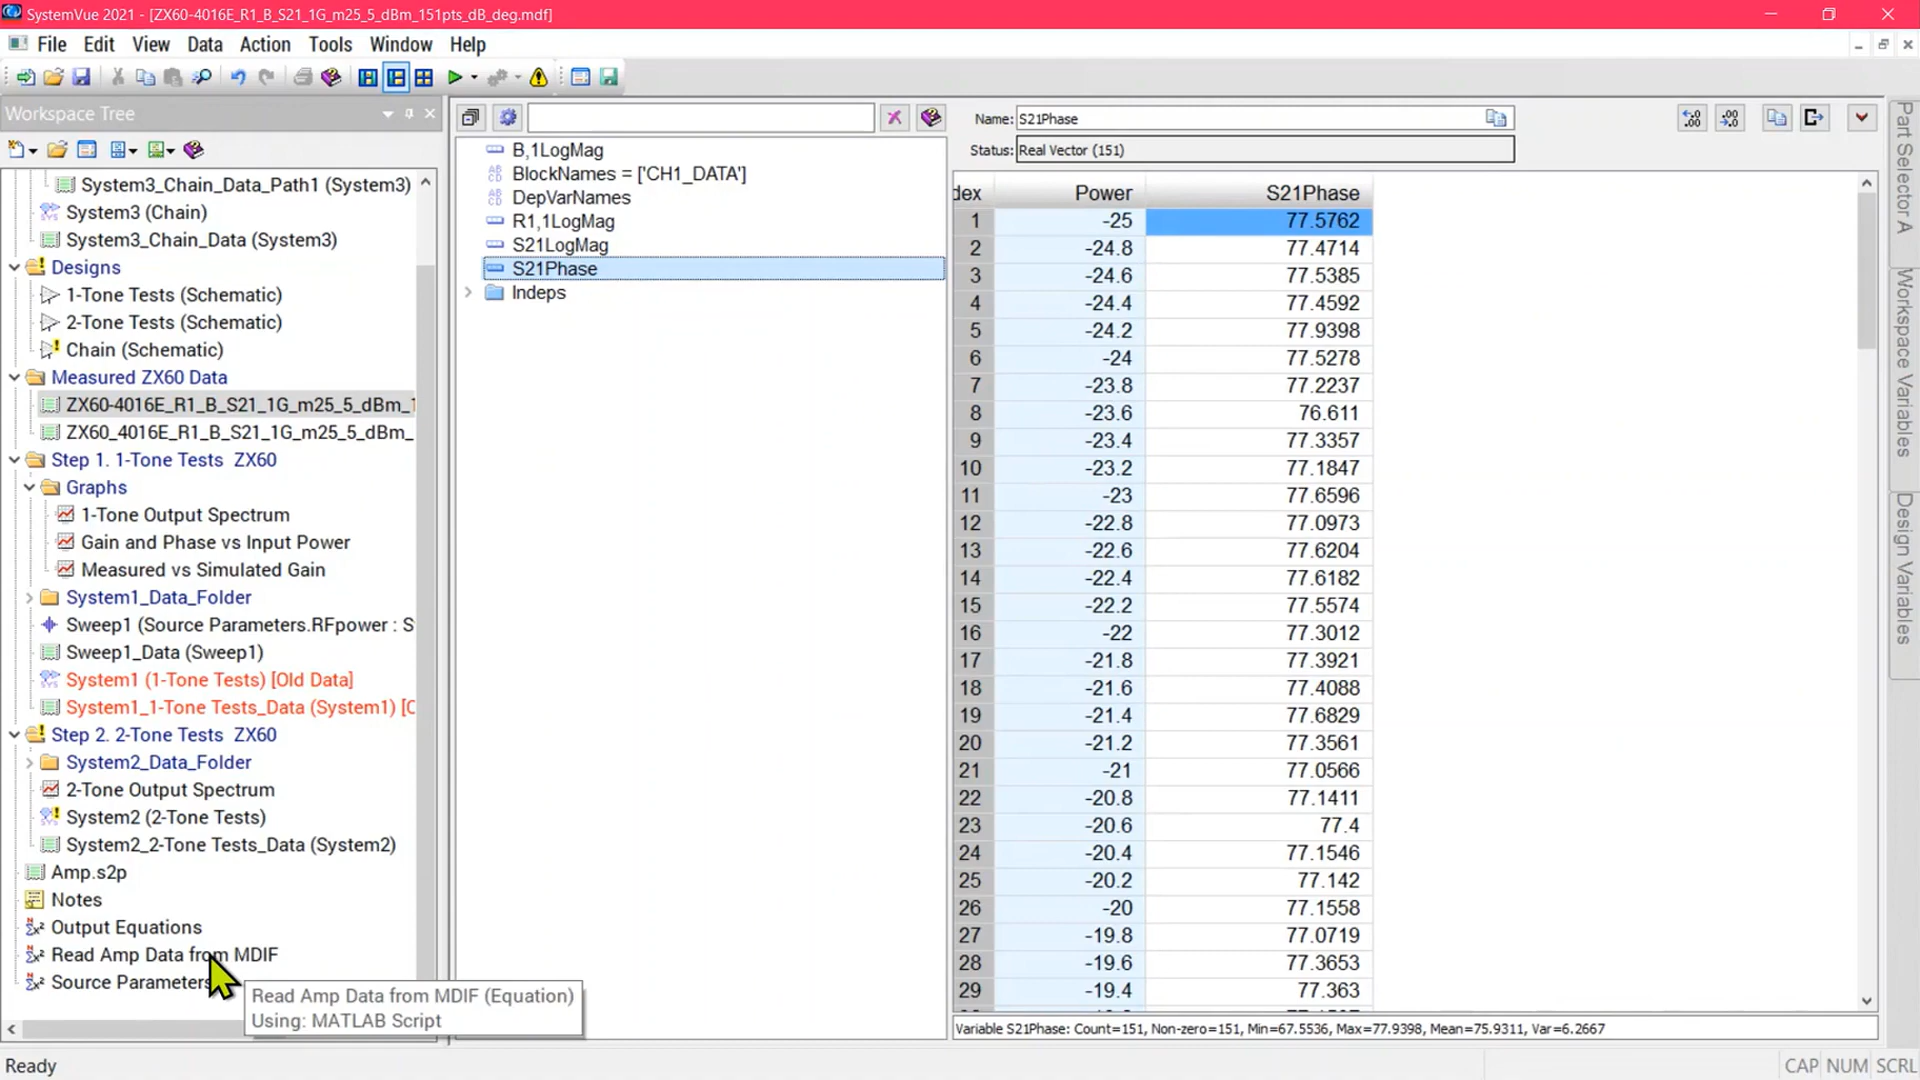 SystemVue 2021 - [ZX60-4016E_R1_B_S21_1G_m25_5_dBm_151pts_dB_deg.mdf]
File Edit View Data Action Tools Window Help
Workspace Tree
System3_Chain_Data_Path1 (System3)
System3 (Chain)
System3_Chain_Data (System3)
Designs
1-Tone Tests (Schematic)
2-Tone Tests (Schematic)
Chain (Schematic)
Measured ZX60 Data
ZX60-4016E_R1_B_S21_1G_m25_5_dBm_1
ZX60_4016E_R1_B_S21_1G_m25_5_dBm_
Step 1. 1-Tone Tests ZX60
Graphs
1-Tone Output Spectrum
Gain and Phase vs Input Power
Measured vs Simulated Gain
System1_Data_Folder
Sweep1 (Source Parameters.RFpower : S
Sweep1_Data (Sweep1)
System1 (1-Tone Tests) [Old Data]
System1_1-Tone Tests_Data (System1) [O
Step 2. 2-Tone Tests ZX60
System2_Data_Folder
2-Tone Output Spectrum
System2 (2-Tone Tests)
System2_2-Tone Tests_Data (System2)
Amp.s2p
Notes
Output Equations
Read Amp Data from MDIF
Source Parameters
Read Amp Data from MDIF (Equation)
Using: MATLAB Script
B,1LogMag
BlockNames = ['CH1_DATA']
DepVarNames
R1,1LogMag
S21LogMag
S21Phase
Indeps
Name: S21Phase
Status: Real Vector (151)
dex Power S21Phase
1 -25 77.5762
2 -24.8 77.4714
3 -24.6 77.5385
4 -24.4 77.4592
5 -24.2 77.9398
6 -24 77.5278
7 -23.8 77.2237
8 -23.6 76.611
9 -23.4 77.3357
10 -23.2 77.1847
11 -23 77.6596
12 -22.8 77.0973
13 -22.6 77.6204
14 -22.4 77.6182
15 -22.2 77.5574
16 -22 77.3012
17 -21.8 77.3921
18 -21.6 77.4088
19 -21.4 77.6829
20 -21.2 77.3561
21 -21 77.0566
22 -20.8 77.1411
23 -20.6 77.4
24 -20.4 77.1546
25 -20.2 77.142
26 -20 77.1558
27 -19.8 77.0719
28 -19.6 77.3653
29 -19.4 77.363
Variable S21Phase: Count=151, Non-zero=151, Min=67.5536, Max=77.9398, Mean=75.9311, Var=6.2667
Part Selector A
Workspace Variables
Design Variables
Ready
CAP NUM SCRL